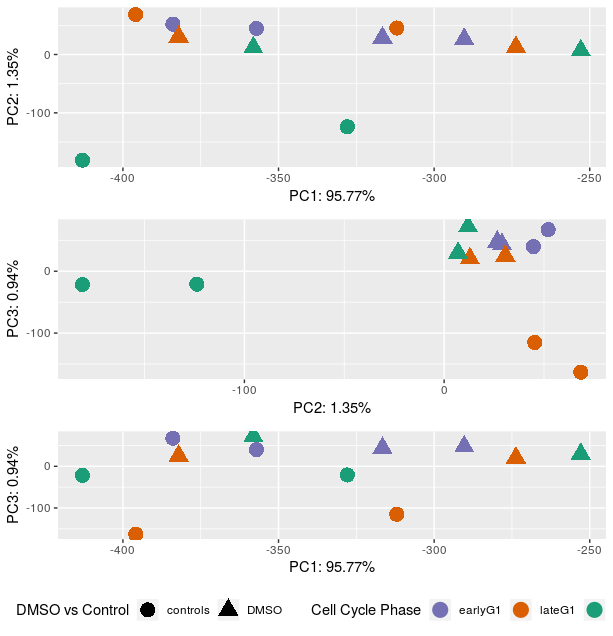 PC2: 1.35%
0
-100
-400
-350
-300
-250
PC1: 95.77%
PC3: 0.94%
0
-100
-100
0
PC2: 1.35%
PC3: 0.94%
0
-100
-400
-350
-300
-250
PC1: 95.77%
DMSO vs Control controls DMSO Cell Cycle Phase earlyG1 lateG1